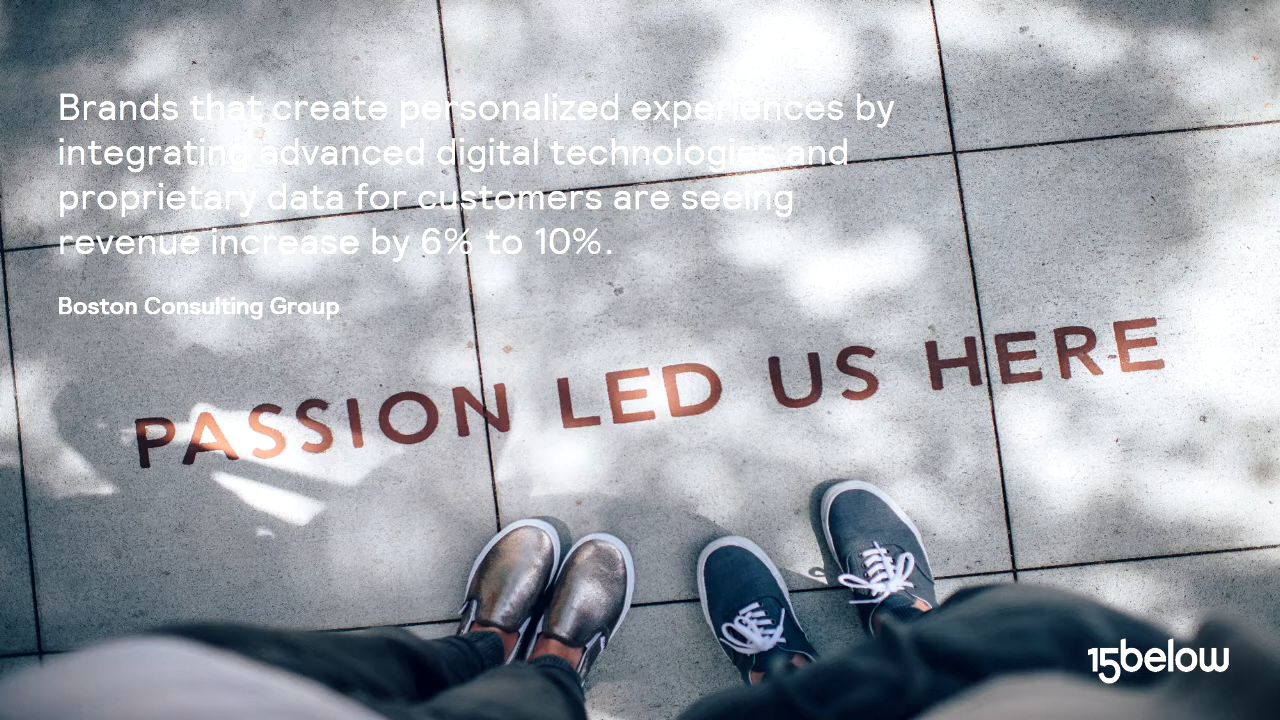 Brands that create personalized experiences by
integrating advanced digital technologies and
proprietary data for customers are seeing
revenue increase by 6% to 10%.
Boston Consulting Group
PASSION LED US HERE
15below